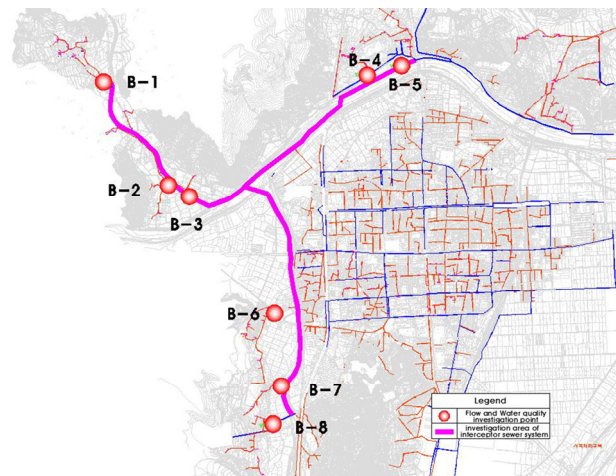 B-4
B-5
B-1
B-2
B-3
B-6
B-7
B-8
Legend
Flow and Water quality
investigation point
investigation area of
interceptor sewer system